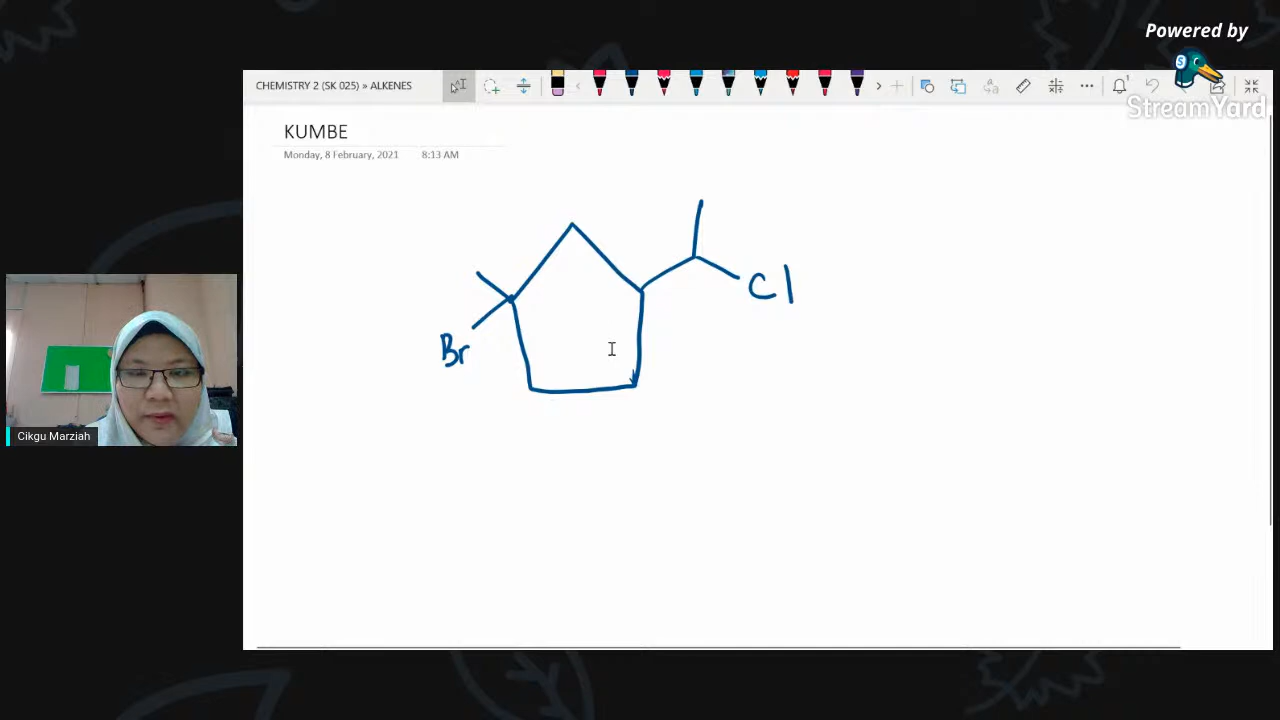 Powered by
StreamYard
CHEMISTRY 2 (SK 025) » ALKENES
KUMBE
Monday, 8 February, 2021 8:13 AM
Cl
Br
Cikgu Marziah